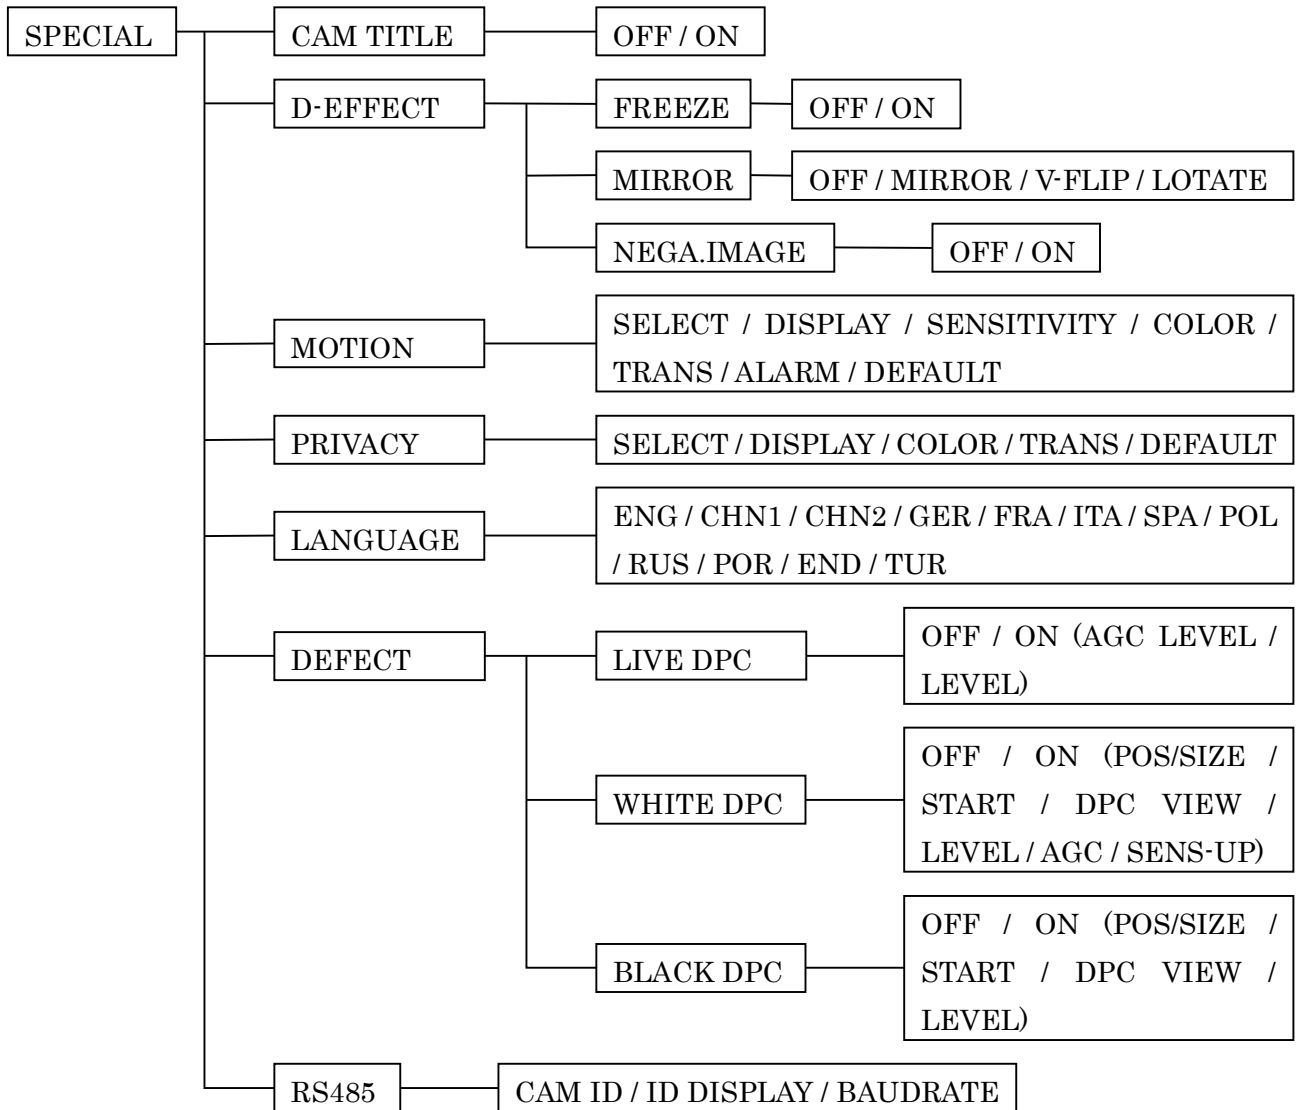 SPECIAL CAM TITLE OFF / ON
D-EFFECT FREEZE OFF / ON
MIRROR OFF / MIRROR / V-FLIP / LOTATE
NEGA.IMAGE OFF / ON
MOTION
SELECT / DISPLAY / SENSITIVITY / COLOR /
TRANS / ALARM / DEFAULT
PRIVACY SELECT / DISPLAY / COLOR / TRANS / DEFAULT
LANGUAGE
ENG / CHN1 / CHN2 / GER / FRA / ITA / SPA / POL
/ RUS / POR / END / TUR
DEFECT LIVE DPC
OFF / ON (AGC LEVEL /
LEVEL)
WHITE DPC
OFF / ON (POS/SIZE /
START / DPC VIEW /
LEVEL / AGC / SENS-UP)
BLACK DPC
OFF / ON (POS/SIZE /
START / DPC VIEW /
LEVEL)
RS485 CAM ID / ID DISPLAY / BAUDRATE